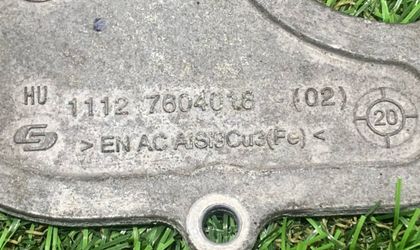 HU 1112 7604016 (02) 20
>EN AC AlSi9Cu3(Fe)<